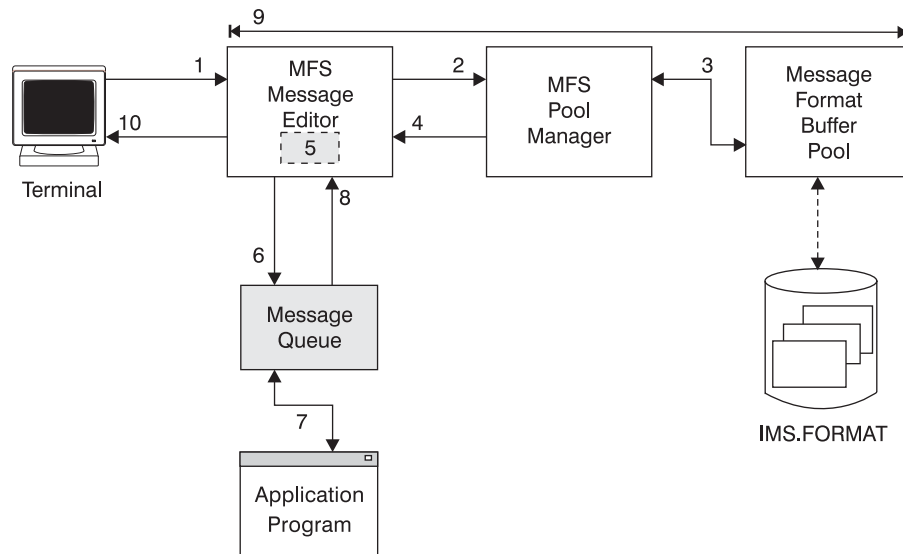 9
1
MFS
Message
Editor
5
2
MFS
Pool
Manager
3
Message
Format
Buffer
Pool
10
4
Terminal
8
6
Message
Queue
7
IMS.FORMAT
Application
Program